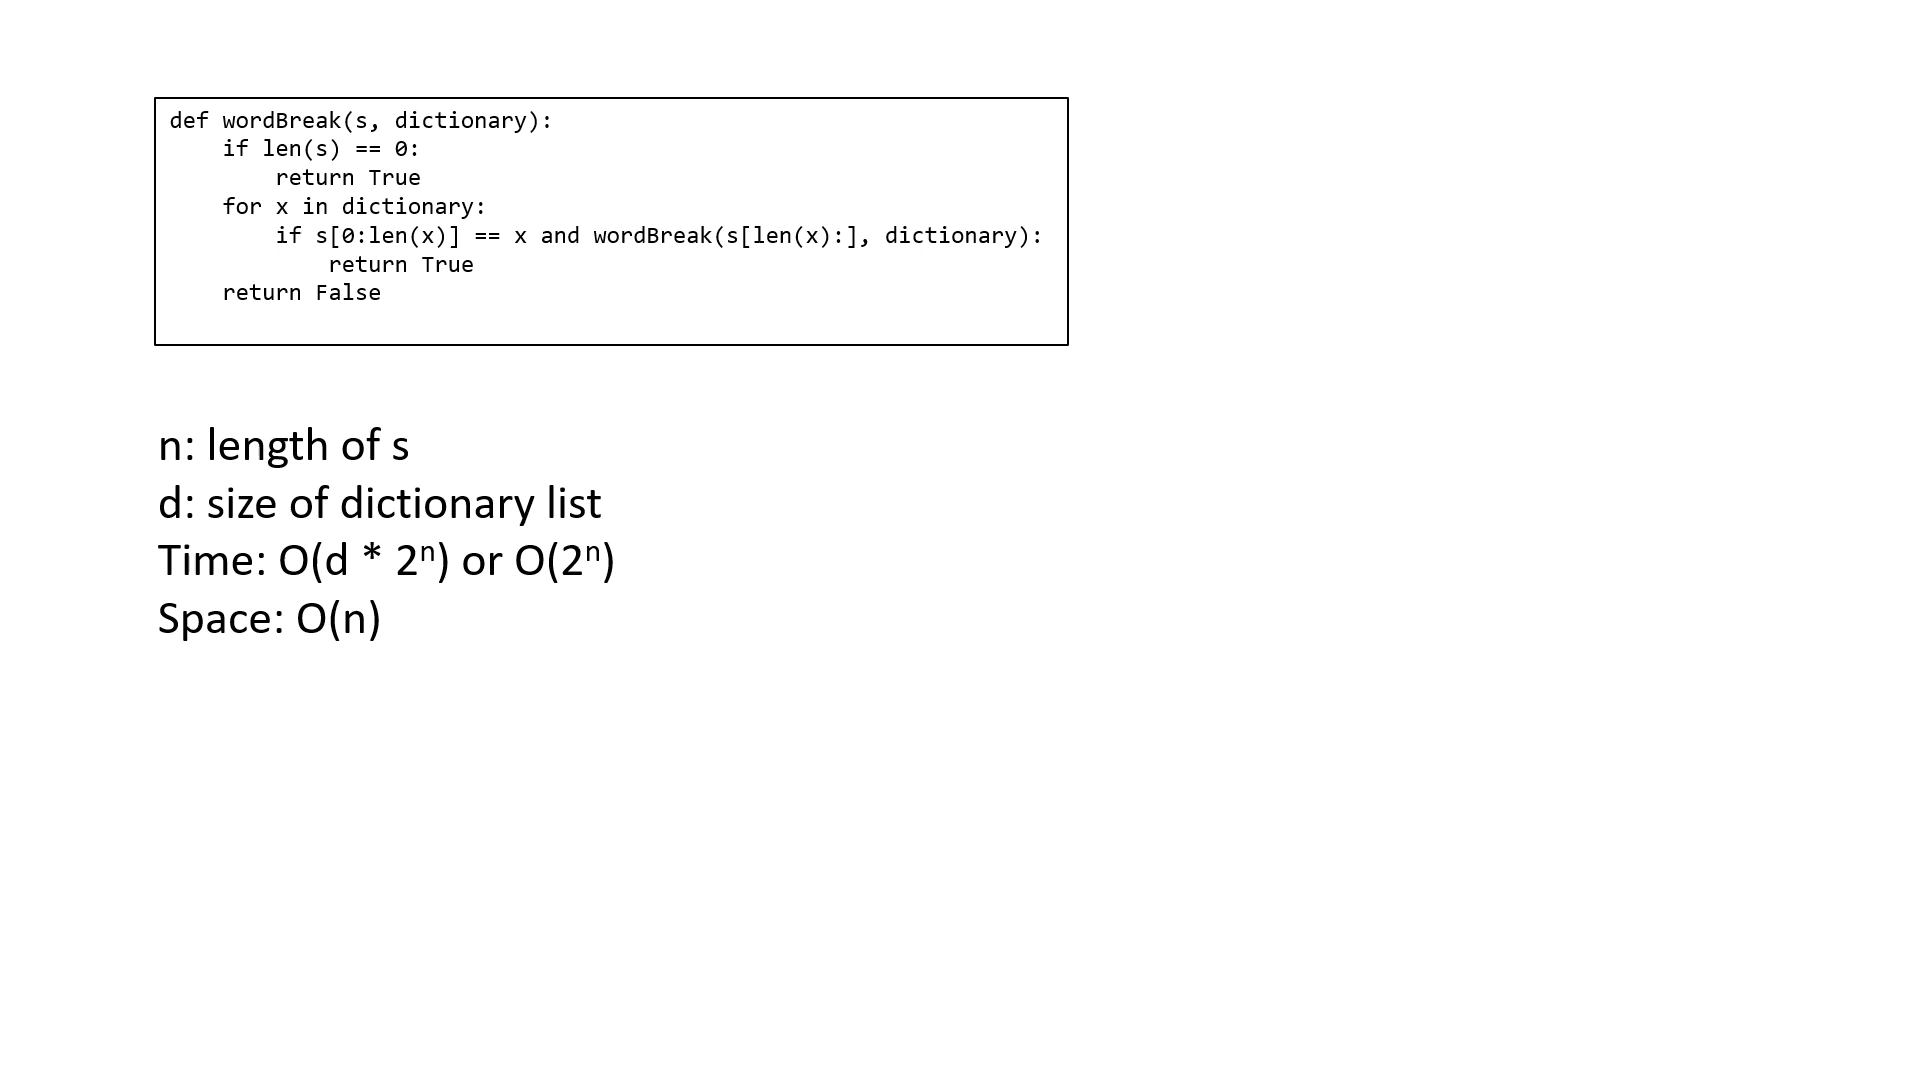 def wordBreak(s, dictionary):
    if len(s) == 0:
        return True
    for x in dictionary:
        if s[0:len(x)] == x and wordBreak(s[len(x):], dictionary):
            return True
    return False
n: length of s
d: size of dictionary list
Time: O(d * 2ⁿ) or O(2ⁿ)
Space: O(n)